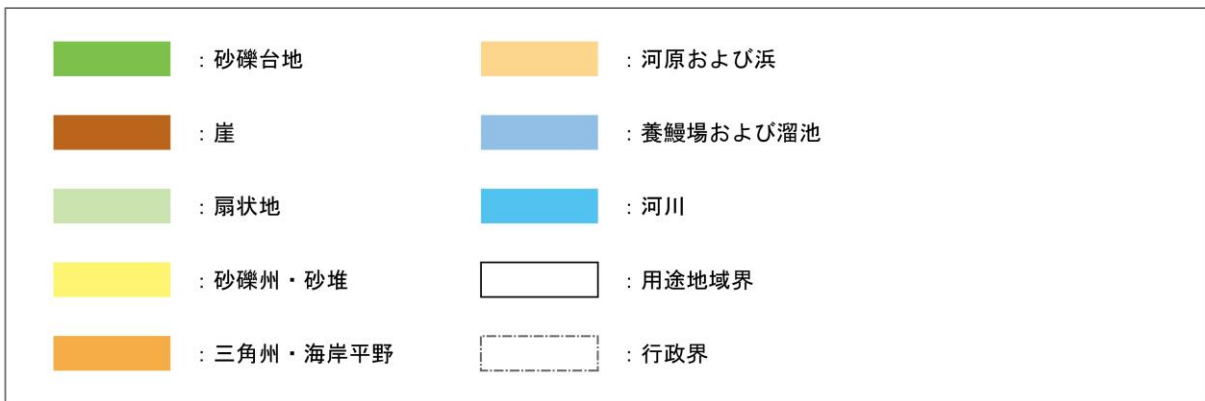 ：砂礫台地
：崖
：扇状地
：砂礫州・砂堆
：三角州・海岸平野
：河原および浜
：養鰻場および溜池
：河川
：用途地域界
：行政界